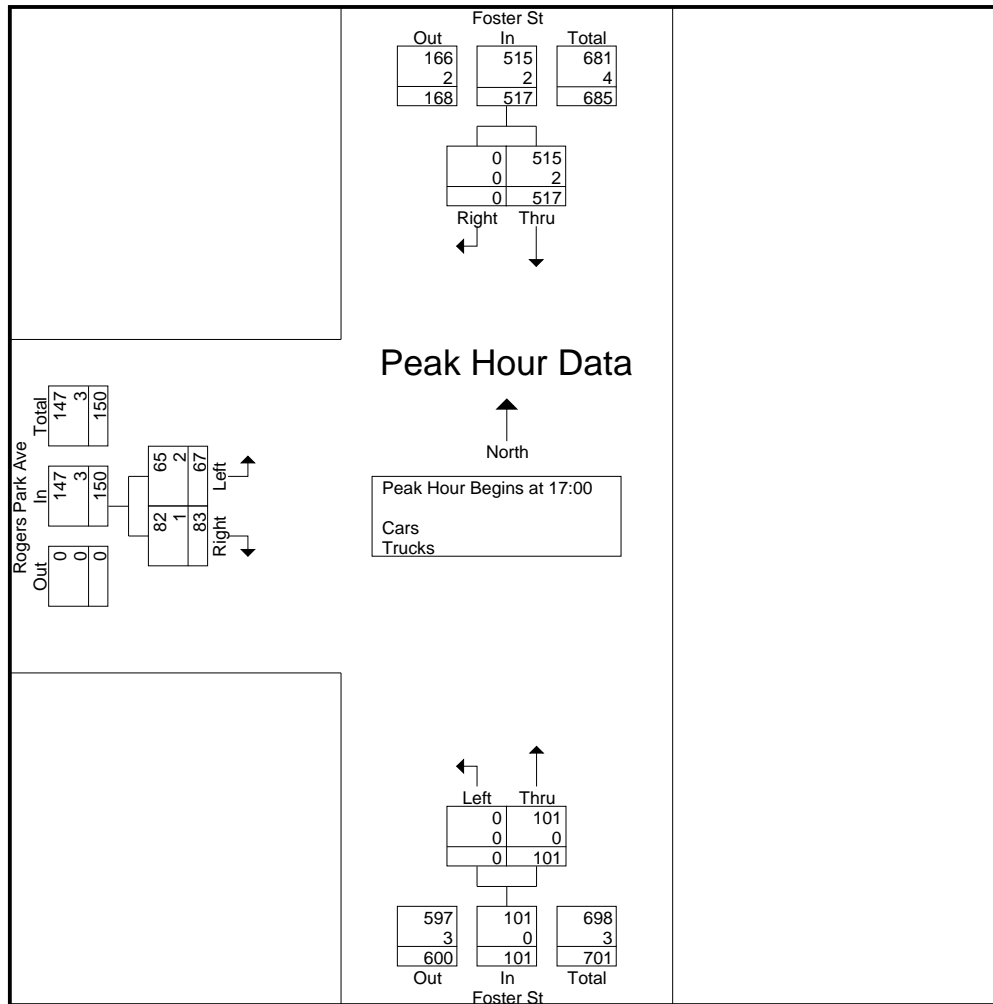 Foster St
Out In Total
166 515 681
2 2 4
168 517 685
0 515
0 2
0 517
Right Thru
Peak Hour Data
North
Peak Hour Begins at 17:00
Cars
Trucks
Rogers Park Ave
Out In Total
0 147 147
0 3 3
0 150 150
82 65
1 2
83 67
Right Left
Left Thru
0 101
0 0
0 101
597 101 698
3 0 3
600 101 701
Out In Total
Foster St